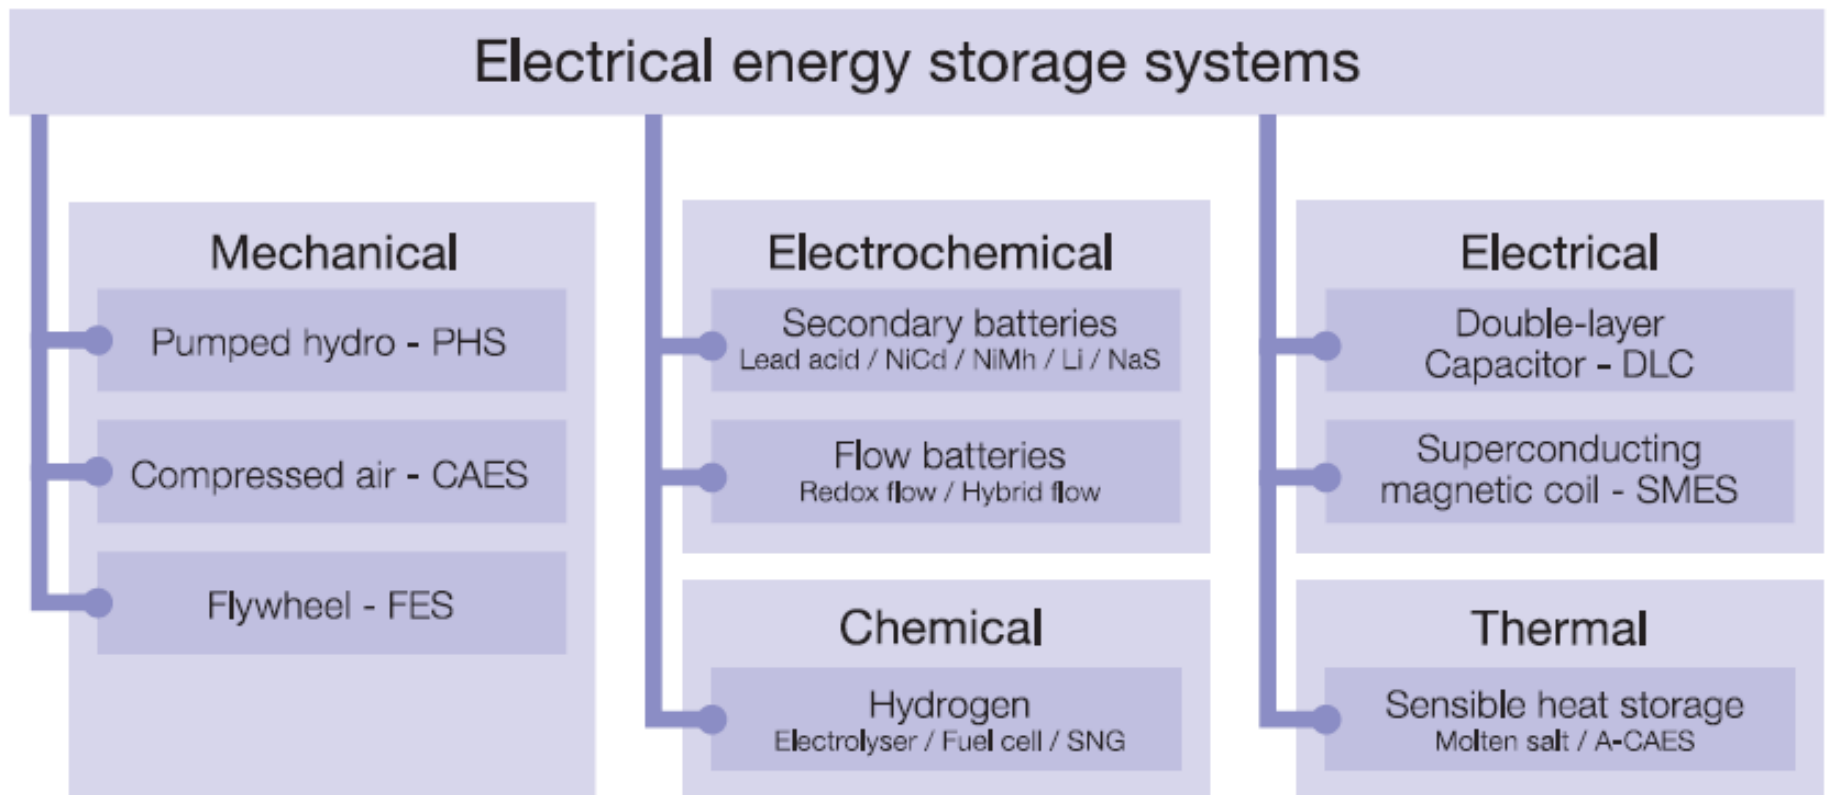 Electrical energy storage systems
Mechanical
Pumped hydro - PHS
Compressed air - CAES
Flywheel - FES
Electrochemical
Secondary batteries
Lead acid / NiCd / NiMh / Li / NaS
Flow batteries
Redox flow / Hybrid flow
Chemical
Hydrogen
Electrolyser / Fuel cell / SNG
Electrical
Double-layer
Capacitor - DLC
Superconducting
magnetic coil - SMES
Thermal
Sensible heat storage
Molten salt / A-CAES